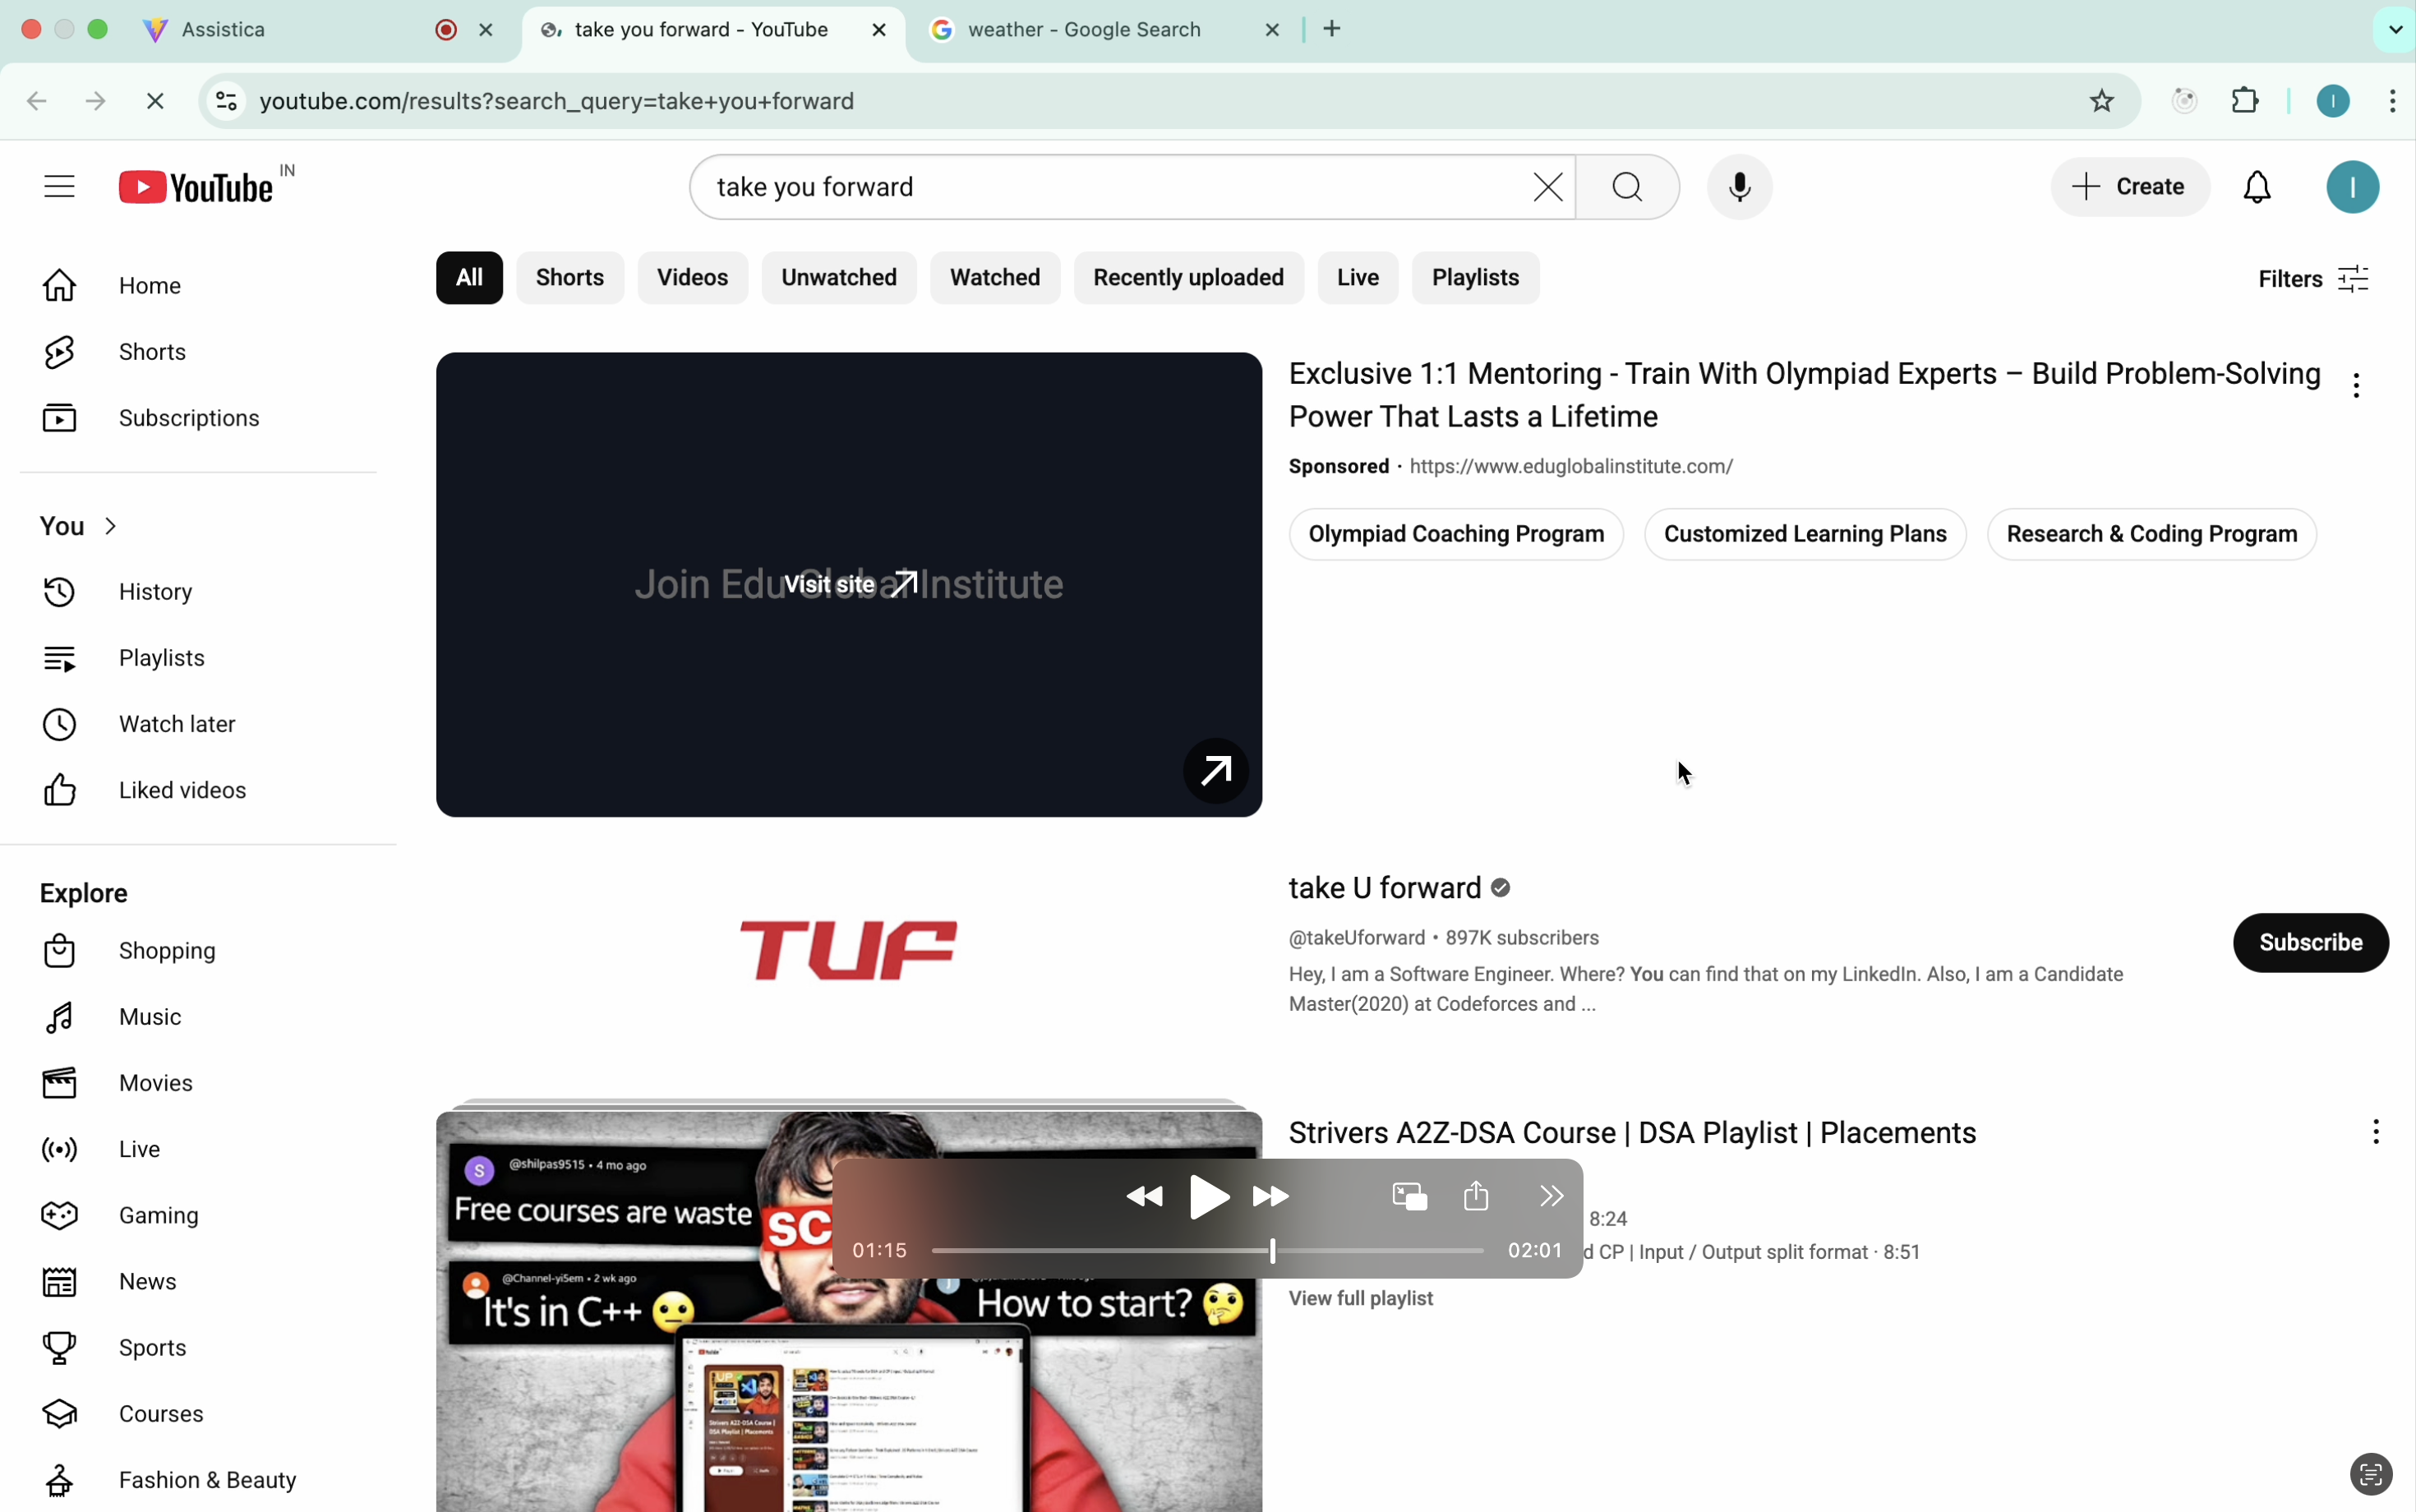 Assistica
take you forward - YouTube
weather - Google Search
youtube.com/results?search_query=take+you+forward
I
YouTube IN
take you forward
Create
I
Home
Shorts
Subscriptions
You
History
Playlists
Watch later
Liked videos
Explore
Shopping
Music
Movies
Live
Gaming
News
Sports
Courses
Fashion & Beauty
All
Shorts
Videos
Unwatched
Watched
Recently uploaded
Live
Playlists
Filters
Join Edu Global Institute
Visit site
Exclusive 1:1 Mentoring - Train With Olympiad Experts – Build Problem-Solving
Power That Lasts a Lifetime
Sponsored · https://www.eduglobalinstitute.com/
Olympiad Coaching Program
Customized Learning Plans
Research & Coding Program
TUF
take U forward
@takeUforward • 897K subscribers
Hey, I am a Software Engineer. Where? You can find that on my LinkedIn. Also, I am a Candidate
Master(2020) at Codeforces and ...
Subscribe
S
@shilpas9515 • 4 mo ago
Free courses are waste
SC
@Channel-yi5em • 2 wk ago
It's in C++
How to start?
Strivers A2Z-DSA Course |
DSA Playlist | Placements
Strivers A2Z-DSA Course | DSA Playlist | Placements
8:24
d CP | Input / Output split format · 8:51
View full playlist
01:15
02:01